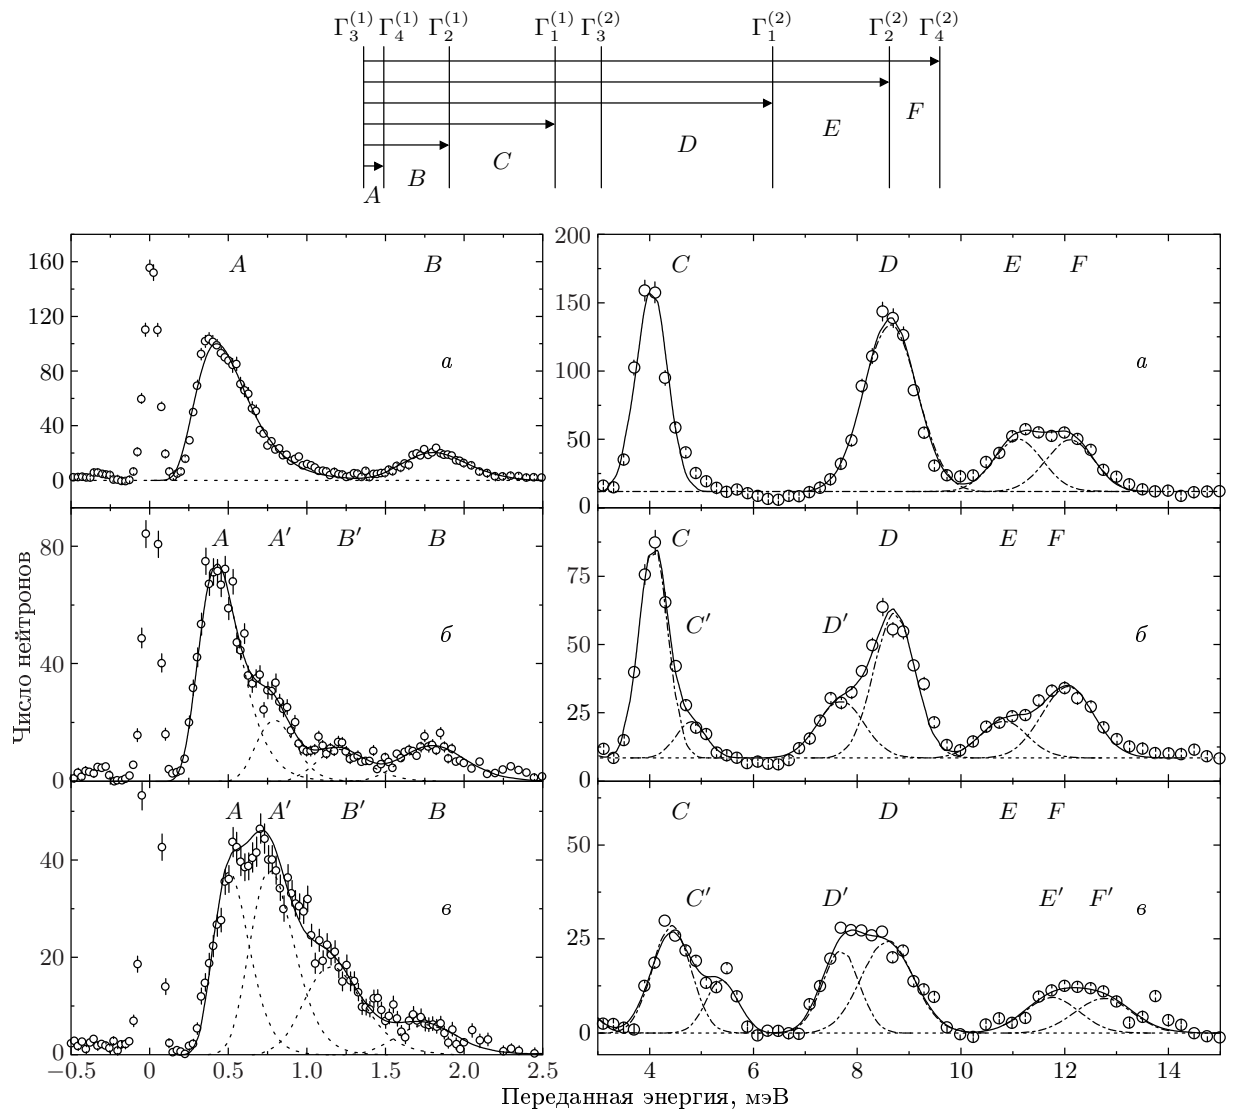 Γ₃⁽¹⁾ Γ₄⁽¹⁾ Γ₂⁽¹⁾ Γ₁⁽¹⁾ Γ₃⁽²⁾ Γ₁⁽²⁾ Γ₂⁽²⁾ Γ₄⁽²⁾
A B C D E F
160 A B
120
80 а
40
0
200 C D E F
150
100 а
50
0
80 A A′ B′ B
б
40
0
C D E F
75
C′ D′ б
50
25
0
A A′ B′ B
40
в
20
0
C D E F
50
C′ D′ E′ F′ в
25
0
−0.5 0 0.5 1.0 1.5 2.0 2.5
4 6 8 10 12 14
Число нейтронов
Переданная энергия, мэВ